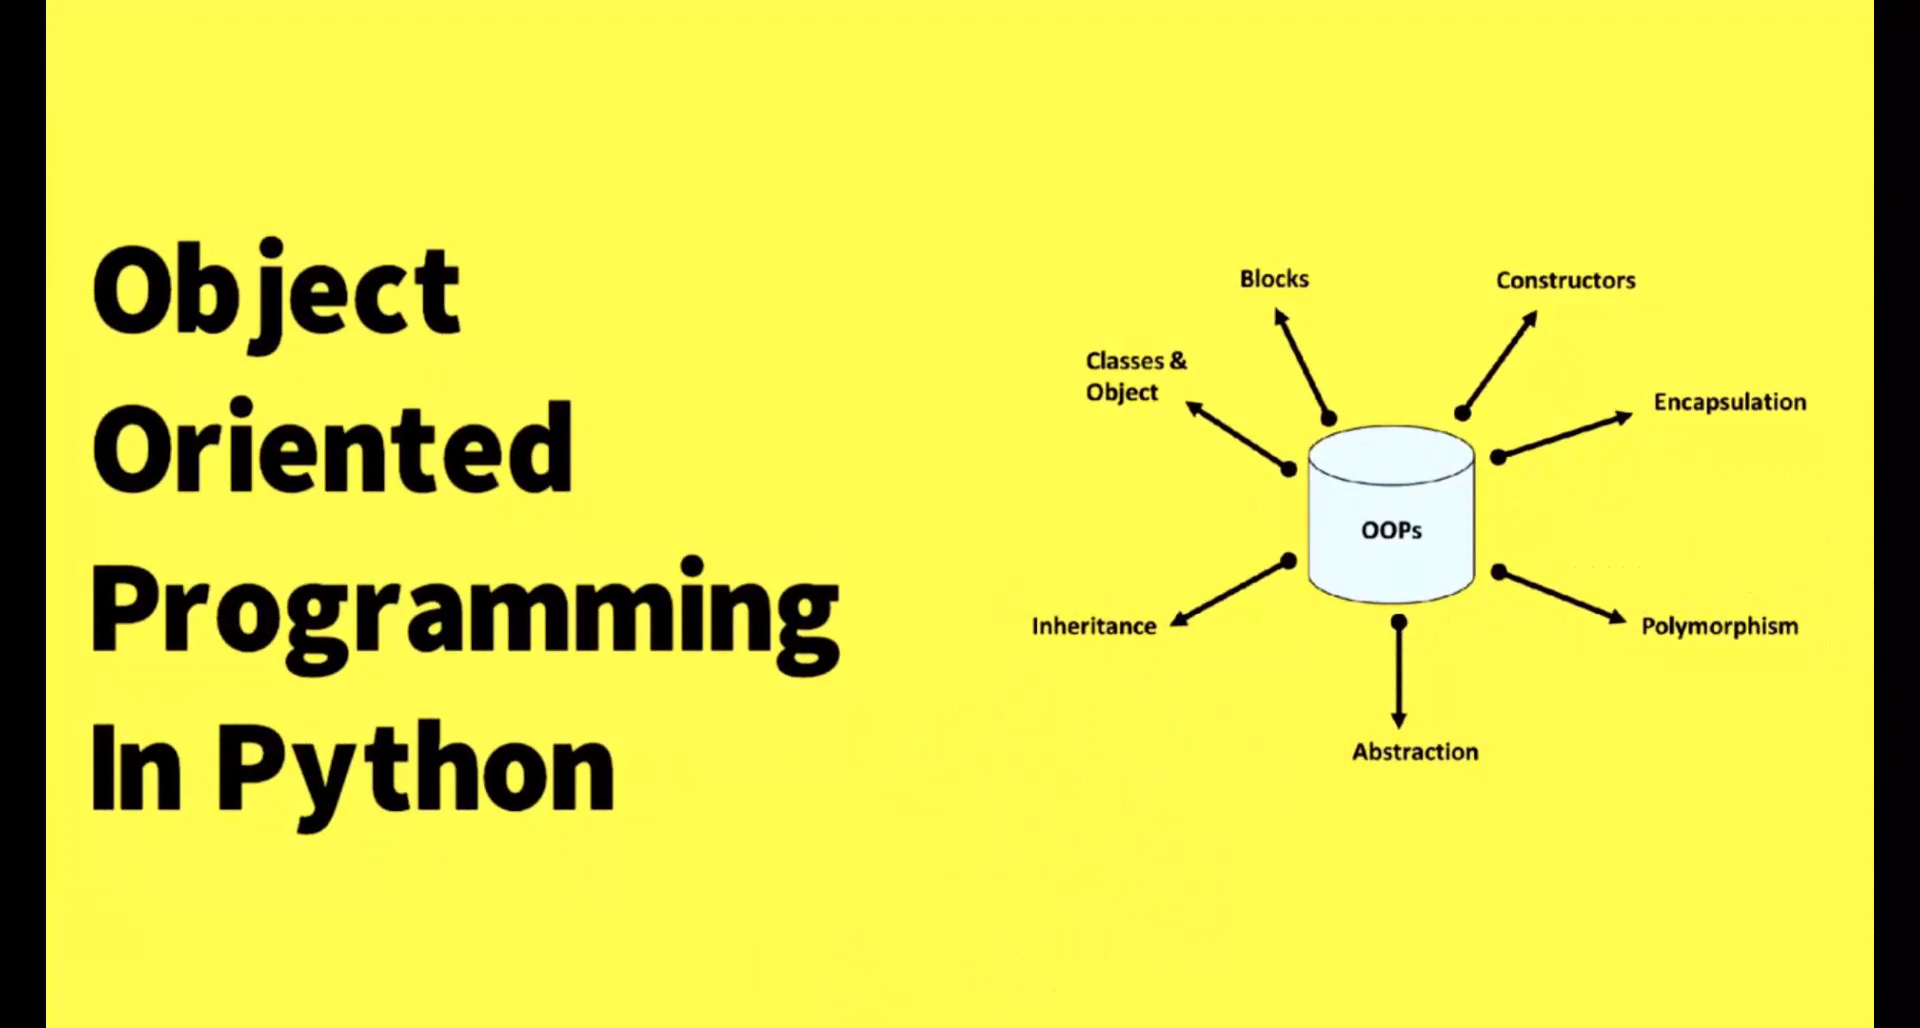 Object
Oriented
Programming
In Python
Blocks
Constructors
Classes &
Object
Encapsulation
OOPs
Inheritance
Polymorphism
Abstraction